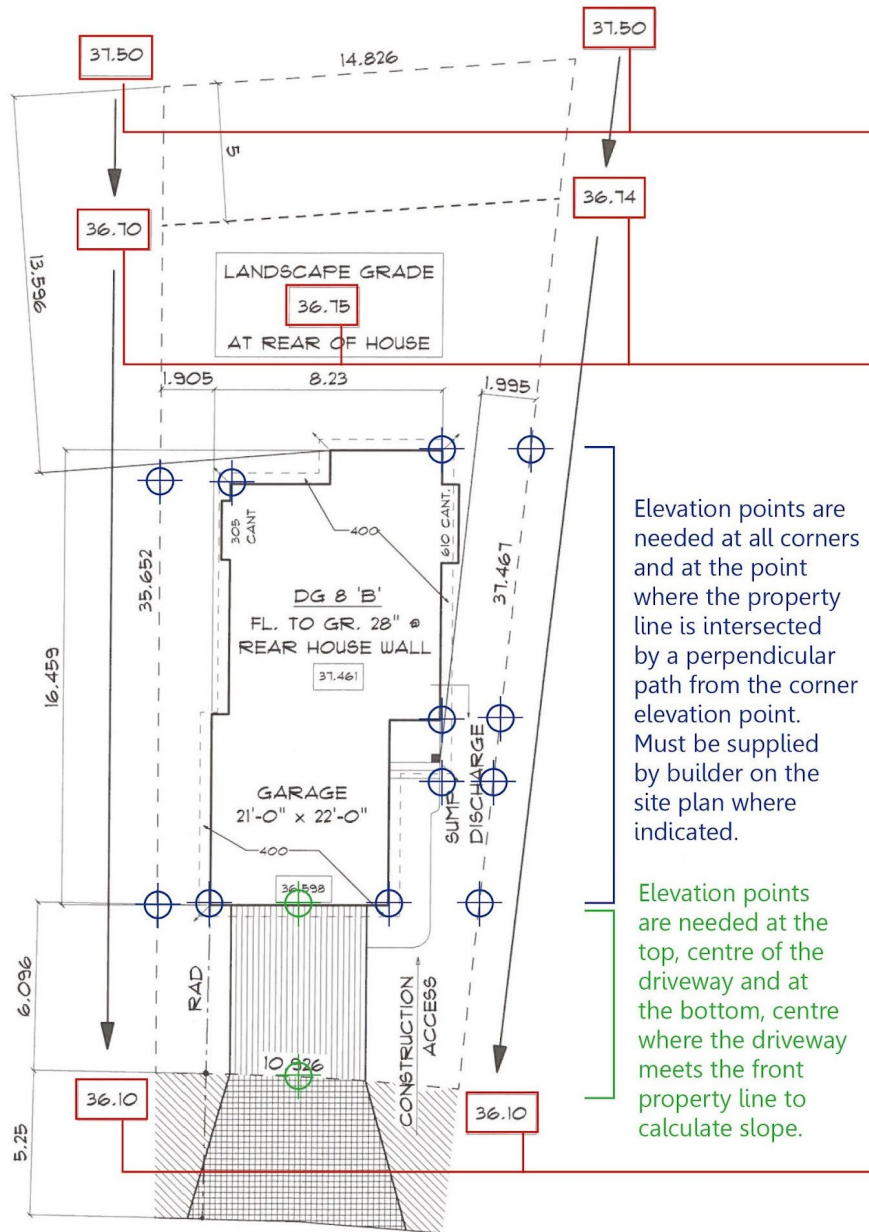 37.50
37.50
14.826
5
36.70
36.74
13.596
LANDSCAPE GRADE
36.75
AT REAR OF HOUSE
1.905
8.23
1.995
305
CANT
400
610 CANT.
35.652
37.467
16.459
DG 8 'B'
FL. TO GR. 28" @
REAR HOUSE WALL
37.461
Elevation points are
needed at all corners
and at the point
where the property
line is intersected
by a perpendicular
path from the corner
elevation point.
Must be supplied
by builder on the
site plan where
indicated.
SUMP
DISCHARGE
GARAGE
21'-0" x 22'-0"
400
36.598
Elevation points
are needed at the
top, centre of the
driveway and at
the bottom, centre
where the driveway
meets the front
property line to
calculate slope.
6.096
RAD
CONSTRUCTION
ACCESS
10.926
36.10
36.10
5.25